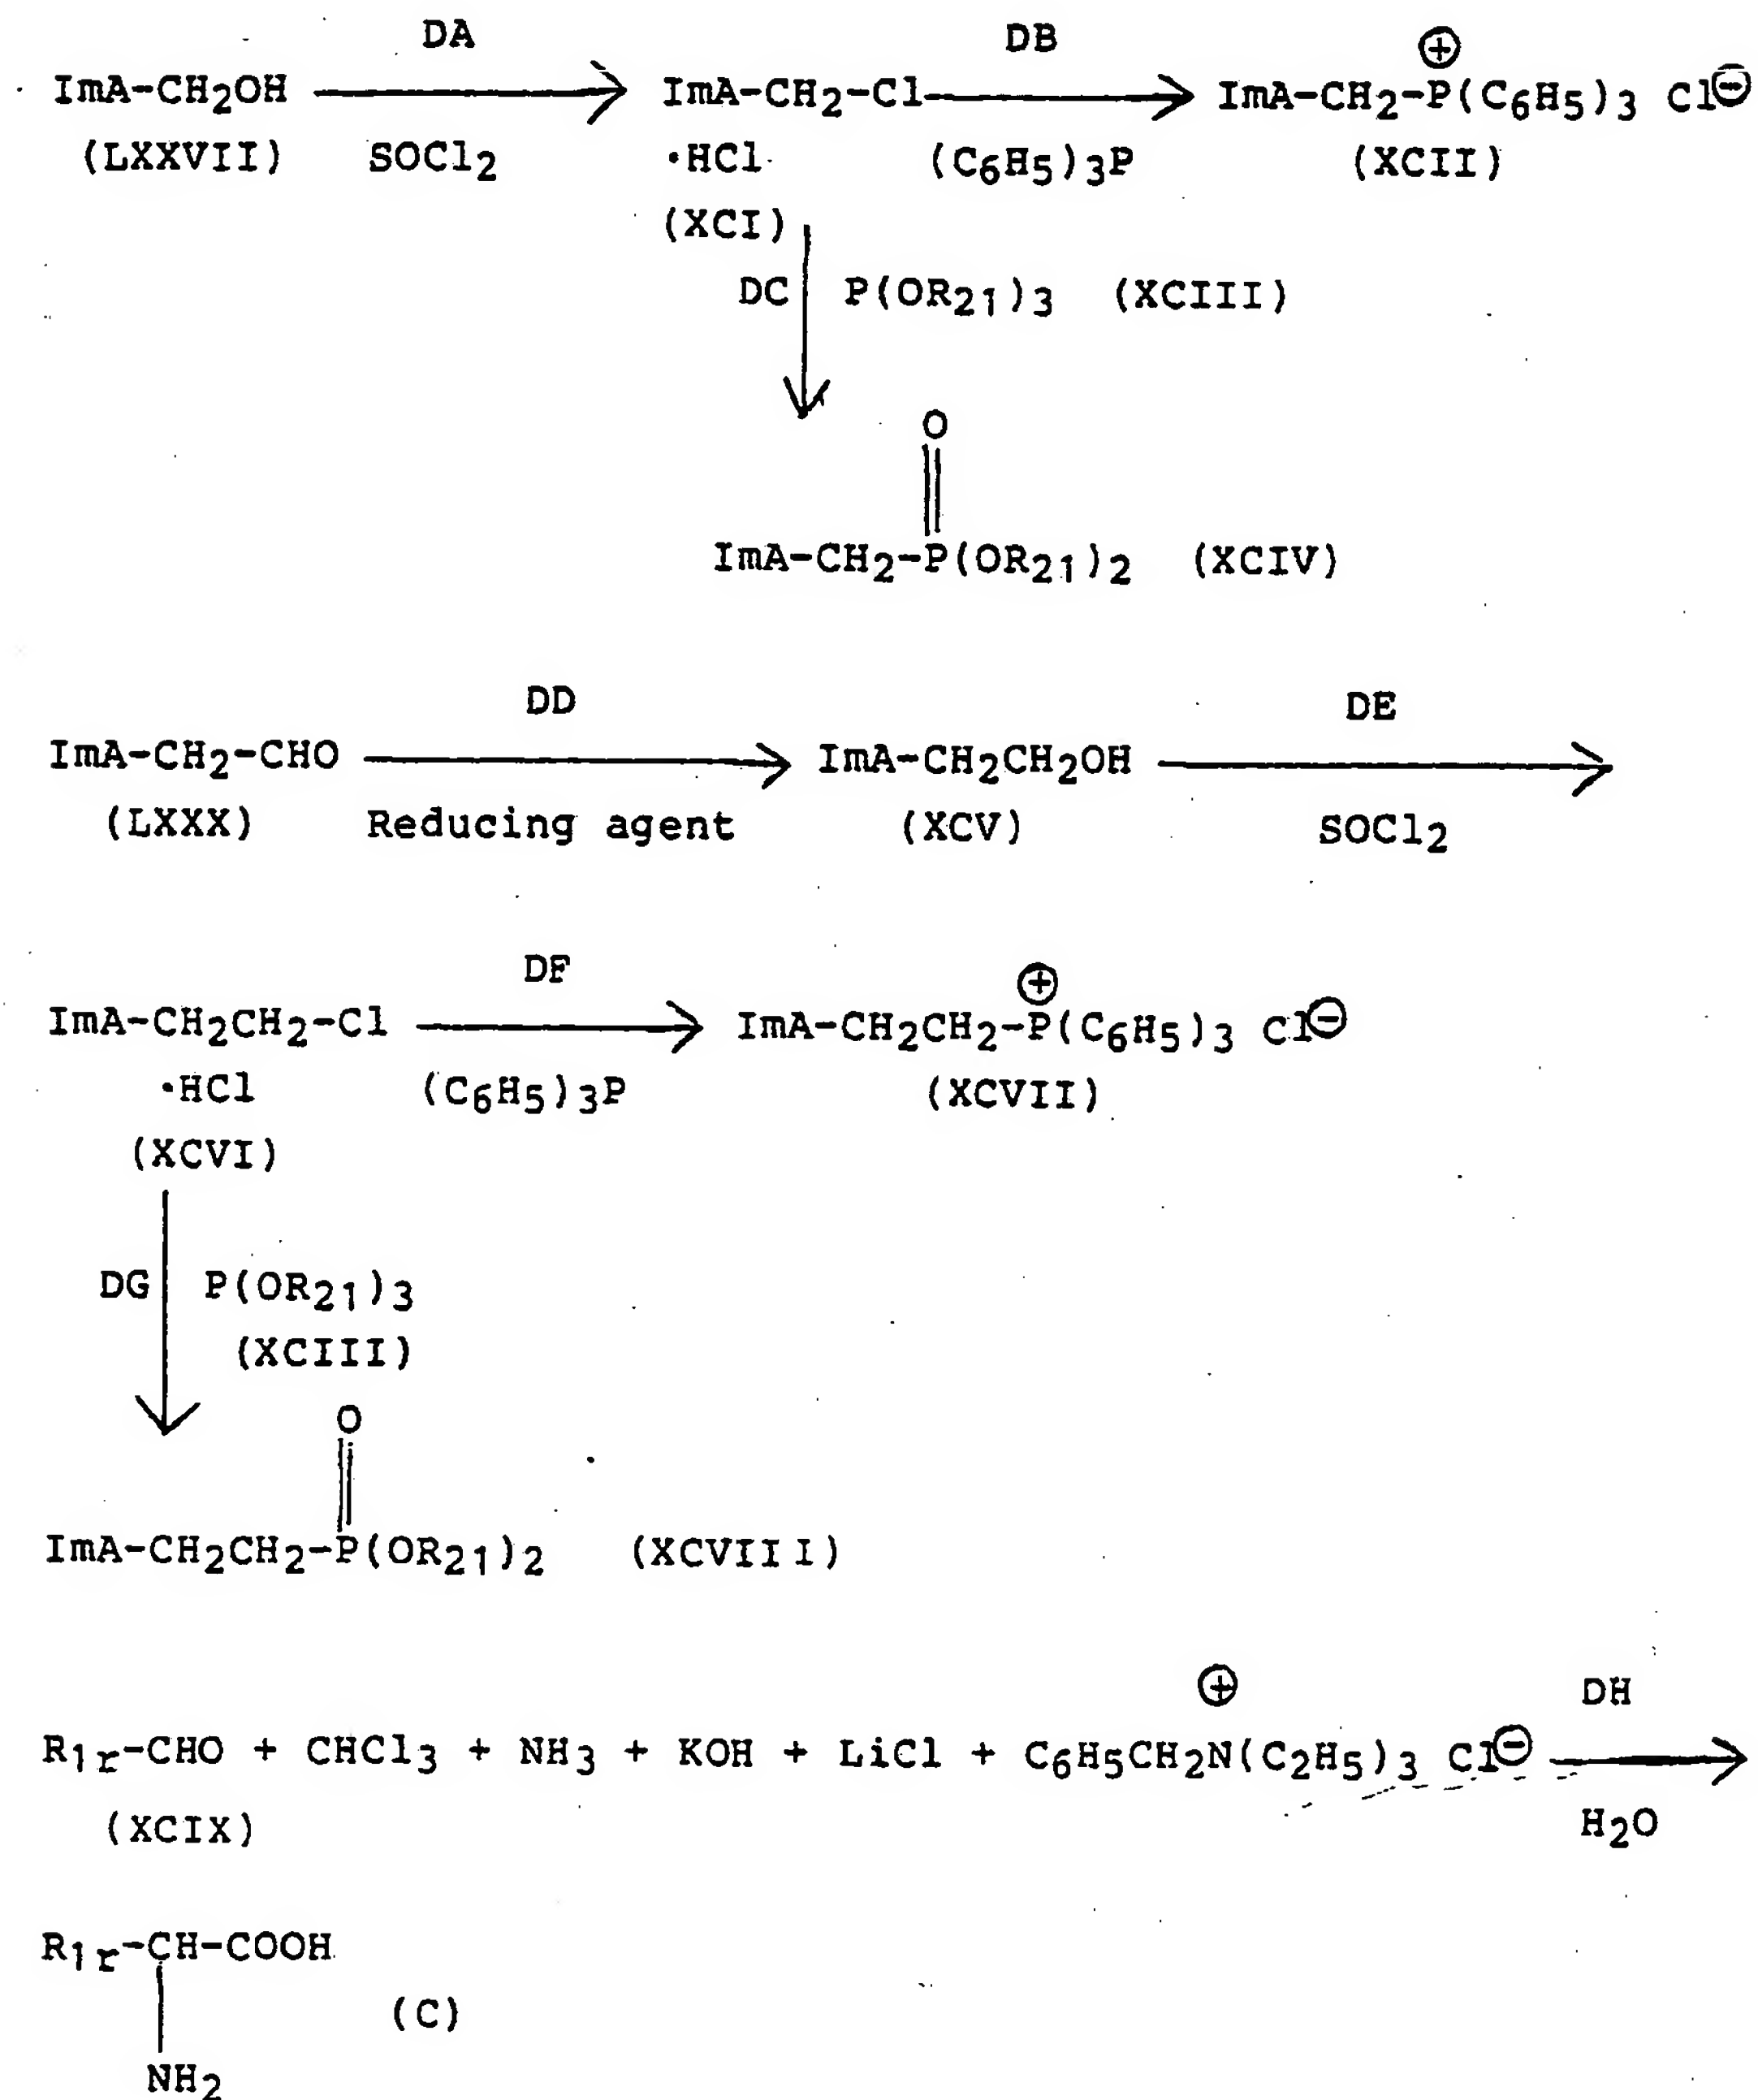 DA DB ⊕
ImA-CH2OH ImA-CH2-Cl ImA-CH2-P(C6H5)3 Cl⊖
(LXXVII) SOCl2 •HCl (C6H5)3P (XCII)
(XCI)
DC P(OR21)3 (XCIII)
O
ImA-CH2-P(OR21)2 (XCIV)
DD DE
ImA-CH2-CHO ImA-CH2CH2OH
(LXXX) Reducing agent (XCV) SOCl2
DF ⊕
ImA-CH2CH2-Cl ImA-CH2CH2-P(C6H5)3 Cl⊖
•HCl (C6H5)3P (XCVII)
(XCVI)
DG P(OR21)3
(XCIII)
O
ImA-CH2CH2-P(OR21)2 (XCVIII)
⊕ DH
R1r-CHO + CHCl3 + NH3 + KOH + LiCl + C6H5CH2N(C2H5)3 Cl⊖
(XCIX) H2O
R1r-CH-COOH
(C)
NH2